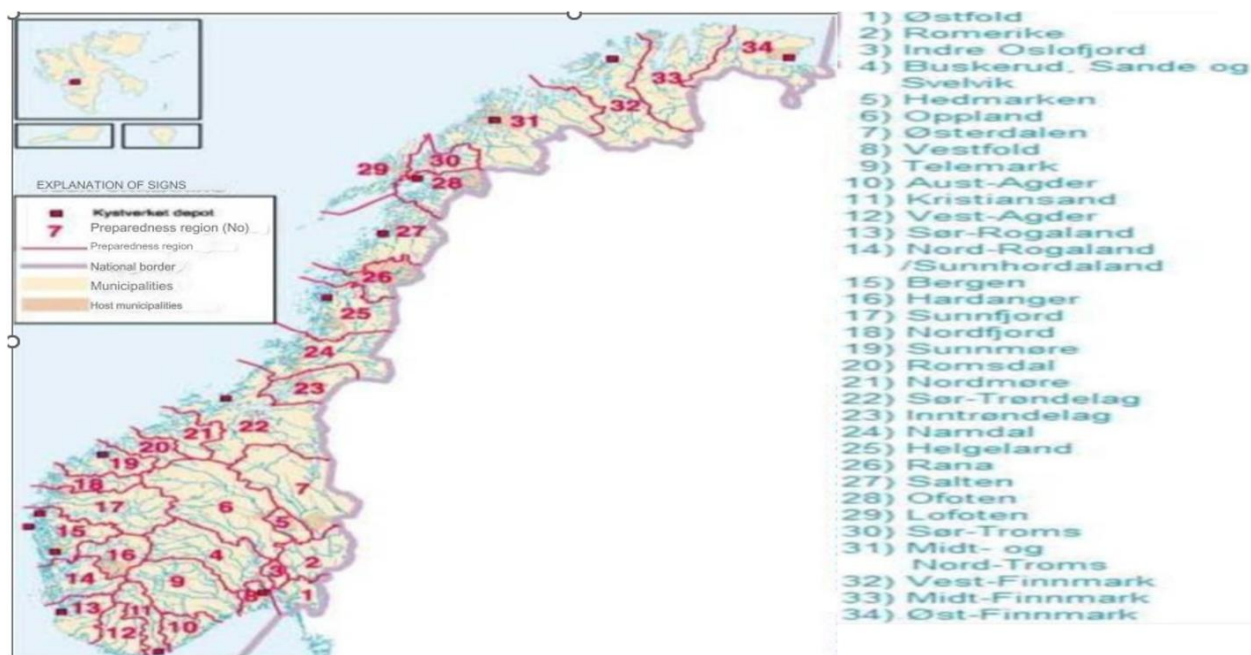 EXPLANATION OF SIGNS
Kystverket depot
7 Preparedness region (No)
Preparedness region
National border
Municipalities
Host municipalities
34
33
32
31
30
29
28
27
26
25
24
23
22
21
20
19
18
17
7
6
5
15
16
4
2
3
14
9
8
1
13
11
12
10
1) Østfold
2) Romerike
3) Indre Oslofjord
4) Buskerud, Sande og
Svelvik
5) Hedmarken
6) Oppland
7) Østerdalen
8) Vestfold
9) Telemark
10) Aust-Agder
11) Kristiansand
12) Vest-Agder
13) Sør-Rogaland
14) Nord-Rogaland
/Sunnhordaland
15) Bergen
16) Hardanger
17) Sunnfjord
18) Nordfjord
19) Sunnmøre
20) Romsdal
21) Nordmøre
22) Sør-Trøndelag
23) Inntrøndelag
24) Namdal
25) Helgeland
26) Rana
27) Salten
28) Ofoten
29) Lofoten
30) Sør-Troms
31) Midt- og
Nord-Troms
32) Vest-Finnmark
33) Midt-Finnmark
34) Øst-Finnmark